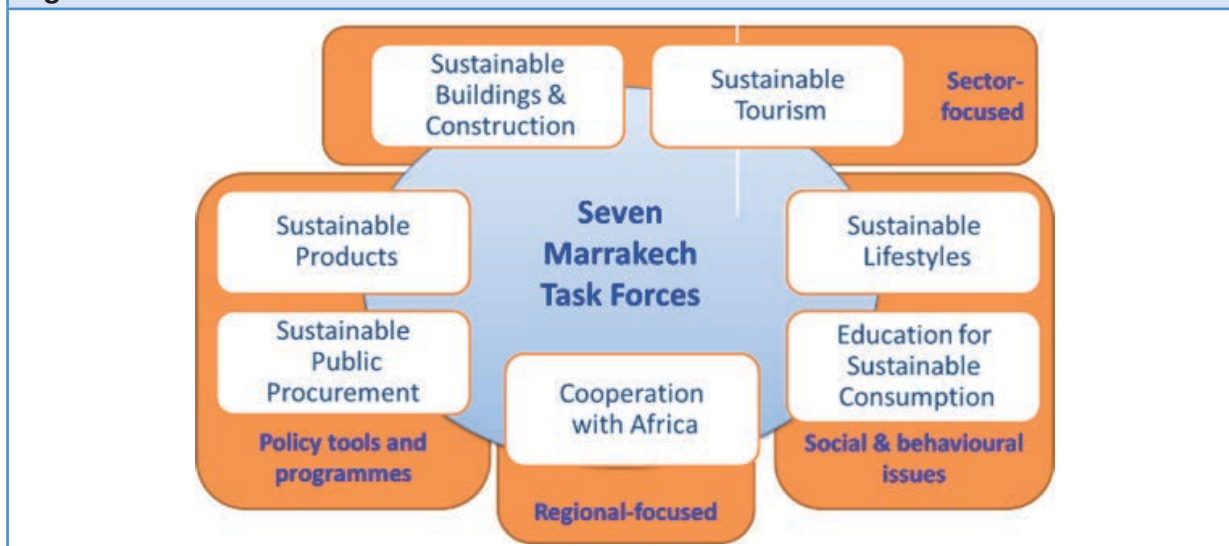 Sustainable
Buildings &
Construction
Sustainable
Tourism
Sector-
focused
Seven
Marrakech
Task Forces
Sustainable
Products
Sustainable
Public
Procurement
Policy tools and
programmes
Cooperation
with Africa
Regional-focused
Sustainable
Lifestyles
Education for
Sustainable
Consumption
Social & behavioural
issues